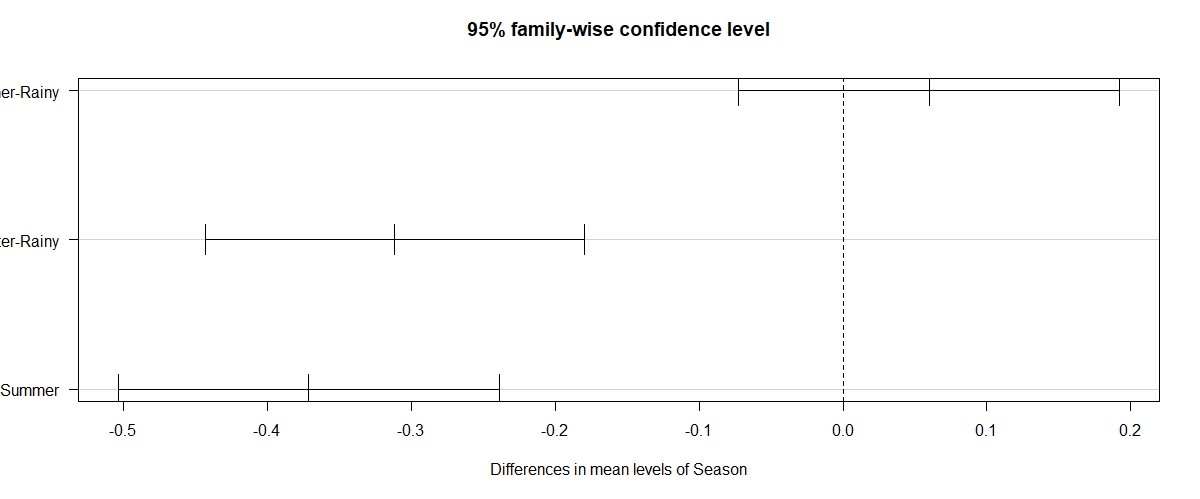 95% family-wise confidence level
er-Rainy
er-Rainy
Summer
-0.5 -0.4 -0.3 -0.2 -0.1 0.0 0.1 0.2
Differences in mean levels of Season